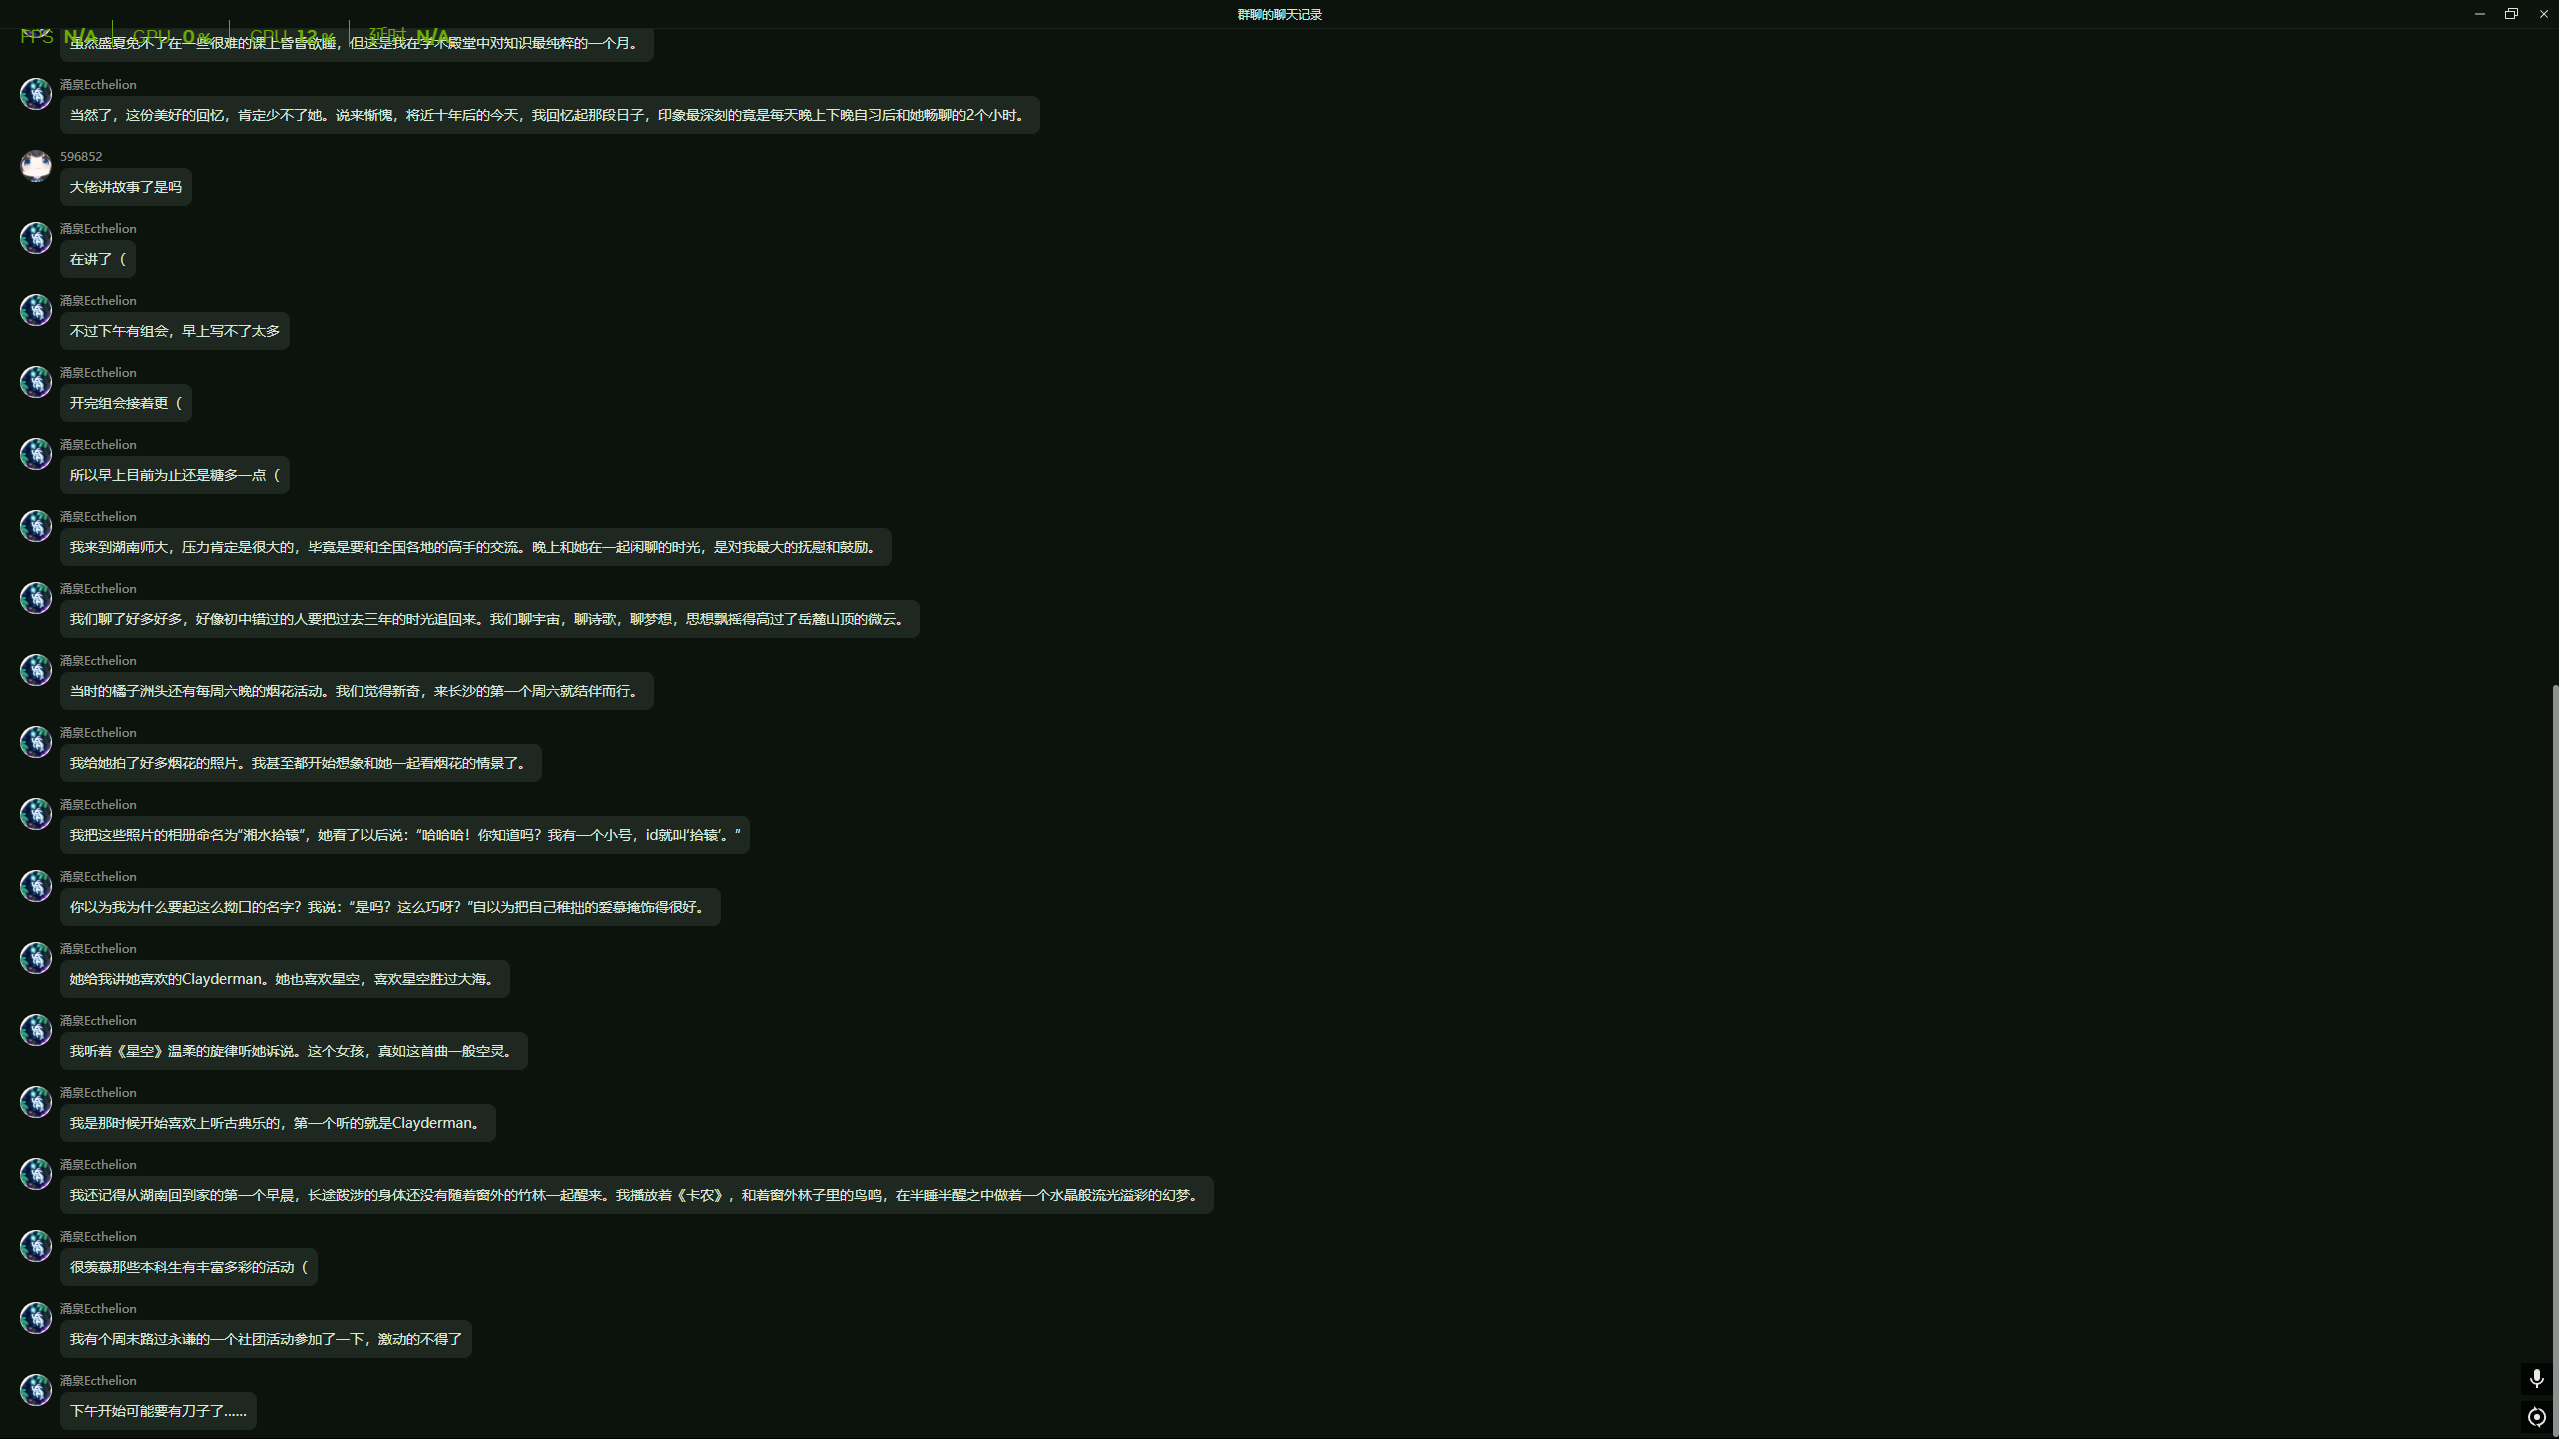 群聊的聊天记录
FPS N/A GPU 0% CPU 12% 延时 N/A
虽然盛夏免不了在一些很难的课上昏昏欲睡，但这是我在学术殿堂中对知识最纯粹的一个月。
涌泉Ecthelion
当然了，这份美好的回忆，肯定少不了她。说来惭愧，将近十年后的今天，我回忆起那段日子，印象最深刻的竟是每天晚上下晚自习后和她畅聊的2个小时。
596852
大佬讲故事了是吗
涌泉Ecthelion
在讲了（
涌泉Ecthelion
不过下午有组会，早上写不了太多
涌泉Ecthelion
开完组会接着更（
涌泉Ecthelion
所以早上目前为止还是糖多一点（
涌泉Ecthelion
我来到湖南师大，压力肯定是很大的，毕竟是要和全国各地的高手的交流。晚上和她在一起闲聊的时光，是对我最大的抚慰和鼓励。
涌泉Ecthelion
我们聊了好多好多，好像初中错过的人要把过去三年的时光追回来。我们聊宇宙，聊诗歌，聊梦想，思想飘摇得高过了岳麓山顶的微云。
涌泉Ecthelion
当时的橘子洲头还有每周六晚的烟花活动。我们觉得新奇，来长沙的第一个周六就结伴而行。
涌泉Ecthelion
我给她拍了好多烟花的照片。我甚至都开始想象和她一起看烟花的情景了。
涌泉Ecthelion
我把这些照片的相册命名为“湘水拾辕”，她看了以后说：“哈哈哈！你知道吗？我有一个小号，id就叫‘拾辕’。”
涌泉Ecthelion
你以为我为什么要起这么拗口的名字？我说：“是吗？这么巧呀？”自以为把自己稚拙的爱慕掩饰得很好。
涌泉Ecthelion
她给我讲她喜欢的Clayderman。她也喜欢星空，喜欢星空胜过大海。
涌泉Ecthelion
我听着《星空》温柔的旋律听她诉说。这个女孩，真如这首曲一般空灵。
涌泉Ecthelion
我是那时候开始喜欢上听古典乐的，第一个听的就是Clayderman。
涌泉Ecthelion
我还记得从湖南回到家的第一个早晨，长途跋涉的身体还没有随着窗外的竹林一起醒来。我播放着《卡农》，和着窗外林子里的鸟鸣，在半睡半醒之中做着一个水晶般流光溢彩的幻梦。
涌泉Ecthelion
很羡慕那些本科生有丰富多彩的活动（
涌泉Ecthelion
我有个周末路过永谦的一个社团活动参加了一下，激动的不得了
涌泉Ecthelion
下午开始可能要有刀子了......